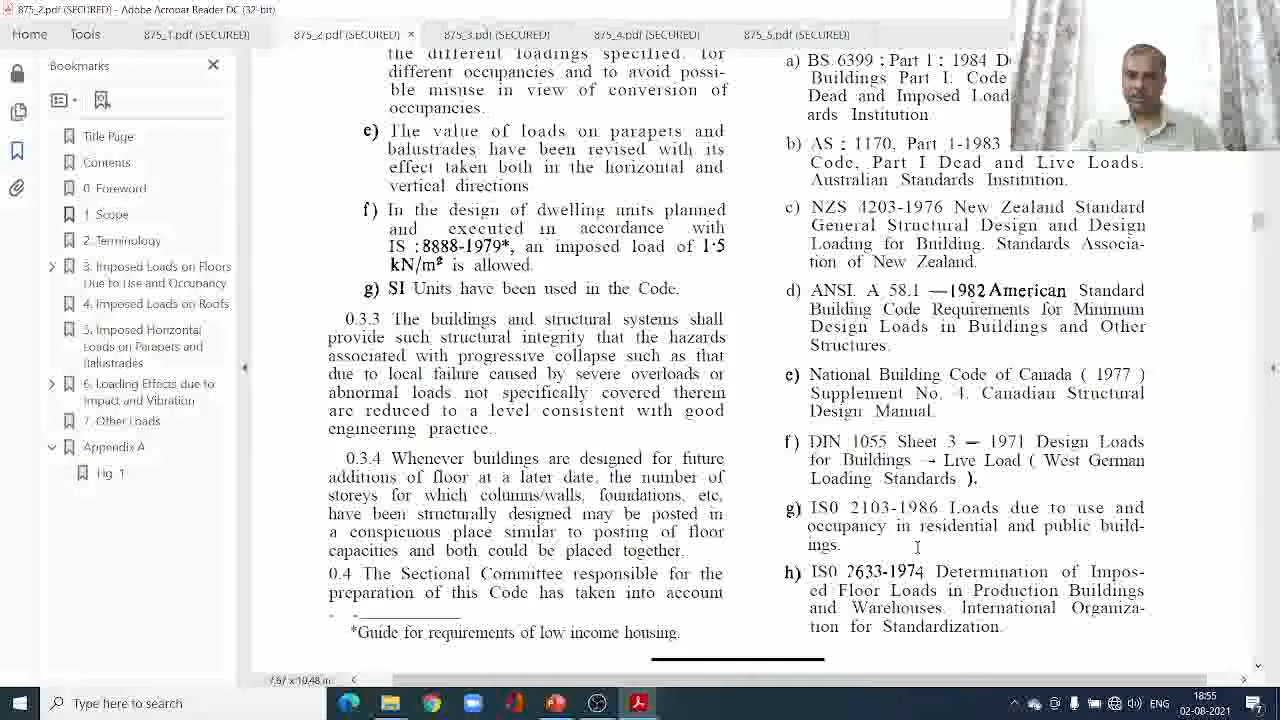 875_2.pdf (SECURED) - Adobe Acrobat Reader DC (32-bit)
Home Tools 875_1.pdf (SECURED) 875_2.pdf (SECURED) × 875_3.pdf (SECURED) 875_4.pdf (SECURED) 875_5.pdf (SECURED)
Bookmarks
Title Page
Contents
0. Foreword
1. Scope
2. Terminology
3. Imposed Loads on Floors
Due to Use and Occupancy
4. Imposed Loads on Roofs
5. Imposed Horizontal
Loads on Parapets and
Balustrades
6. Loading Effects due to
Impact and Vibration
7. Other Loads
Appendix A
Fig. 1
the different loadings specified for
different occupancies and to avoid possi-
ble misuse in view of conversion of
occupancies.
e) The value of loads on parapets and
balustrades have been revised with its
effect taken both in the horizontal and
vertical directions
f) In the design of dwelling units planned
and executed in accordance with
IS : 8888-1979*, an imposed load of 1·5
kN/m² is allowed.
g) SI Units have been used in the Code.
0.3.3 The buildings and structural systems shall
provide such structural integrity that the hazards
associated with progressive collapse such as that
due to local failure caused by severe overloads or
abnormal loads not specifically covered therein
are reduced to a level consistent with good
engineering practice.
0.3.4 Whenever buildings are designed for future
additions of floor at a later date, the number of
storeys for which columns/walls, foundations, etc,
have been structurally designed may be posted in
a conspicuous place similar to posting of floor
capacities and both could be placed together.
0.4 The Sectional Committee responsible for the
preparation of this Code has taken into account
*Guide for requirements of low income housing.
a) BS 6399 : Part 1 : 1984 D
Buildings Part I. Code
Dead and Imposed Load
ards Institution
b) AS : 1170, Part 1-1983
Code, Part I Dead and Live Loads.
Australian Standards Institution.
c) NZS 4203-1976 New Zealand Standard
General Structural Design and Design
Loading for Building. Standards Associa-
tion of New Zealand.
d) ANSI. A 58.1 — 1982 American Standard
Building Code Requirements for Minimum
Design Loads in Buildings and Other
Structures.
e) National Building Code of Canada ( 1977 )
Supplement No. 4. Canadian Structural
Design Manual.
f) DIN 1055 Sheet 3 — 1971 Design Loads
for Buildings → Live Load ( West German
Loading Standards ).
g) IS0 2103-1986 Loads due to use and
occupancy in residential and public build-
ings.
h) IS0 2633-1974 Determination of Impos-
ed Floor Loads in Production Buildings
and Warehouses. International Organiza-
tion for Standardization.
Type here to search
ENG
18:55
02-08-2021